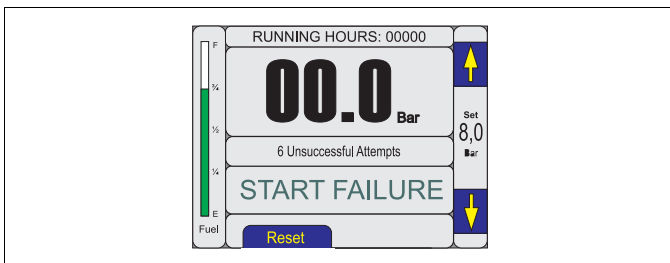 RUNNING HOURS: 00000
F
¾
½
¼
E
Fuel
00.0 Bar
6 Unsuccessful Attempts
START FAILURE
Reset
Set
8,0
Bar